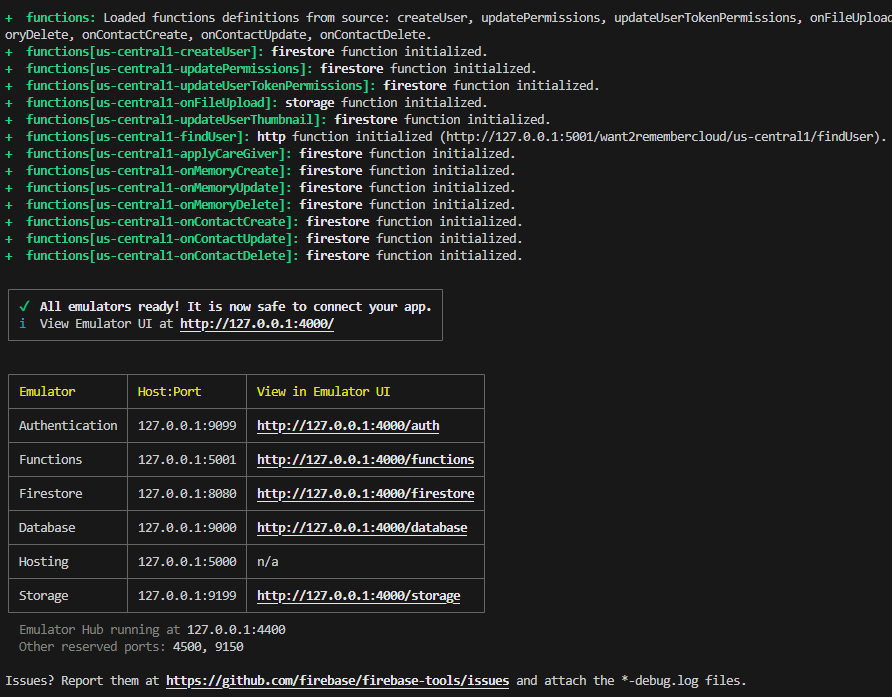 +  functions: Loaded functions definitions from source: createUser, updatePermissions, updateUserTokenPermissions, onFileUpload
oryDelete, onContactCreate, onContactUpdate, onContactDelete.
+  functions[us-central1-createUser]: firestore function initialized.
+  functions[us-central1-updatePermissions]: firestore function initialized.
+  functions[us-central1-updateUserTokenPermissions]: firestore function initialized.
+  functions[us-central1-onFileUpload]: storage function initialized.
+  functions[us-central1-updateUserThumbnail]: firestore function initialized.
+  functions[us-central1-findUser]: http function initialized (http://127.0.0.1:5001/want2remembercloud/us-central1/findUser).
+  functions[us-central1-applyCareGiver]: firestore function initialized.
+  functions[us-central1-onMemoryCreate]: firestore function initialized.
+  functions[us-central1-onMemoryUpdate]: firestore function initialized.
+  functions[us-central1-onMemoryDelete]: firestore function initialized.
+  functions[us-central1-onContactCreate]: firestore function initialized.
+  functions[us-central1-onContactUpdate]: firestore function initialized.
+  functions[us-central1-onContactDelete]: firestore function initialized.
✓  All emulators ready! It is now safe to connect your app.
i  View Emulator UI at http://127.0.0.1:4000/
Emulator Host:Port View in Emulator UI
Authentication 127.0.0.1:9099 http://127.0.0.1:4000/auth
Functions 127.0.0.1:5001 http://127.0.0.1:4000/functions
Firestore 127.0.0.1:8080 http://127.0.0.1:4000/firestore
Database 127.0.0.1:9000 http://127.0.0.1:4000/database
Hosting 127.0.0.1:5000 n/a
Storage 127.0.0.1:9199 http://127.0.0.1:4000/storage
Emulator Hub running at 127.0.0.1:4400
Other reserved ports: 4500, 9150
Issues? Report them at https://github.com/firebase/firebase-tools/issues and attach the *-debug.log files.